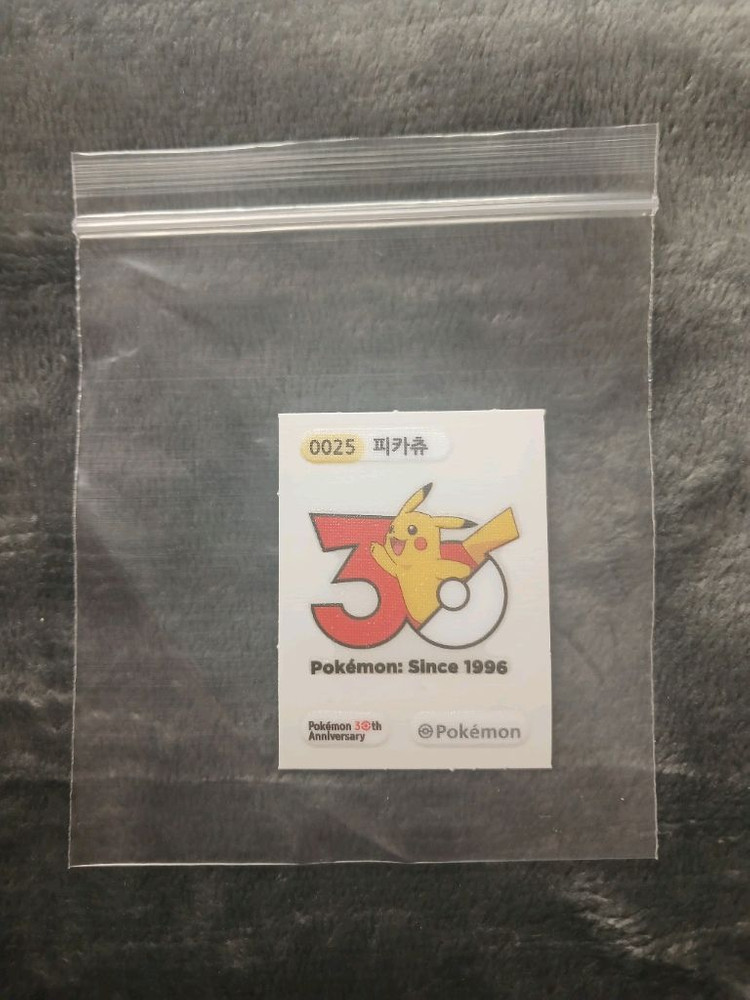 0025 피카츄
30
Pokémon: Since 1996
Pokémon 30th
Anniversary
Pokémon